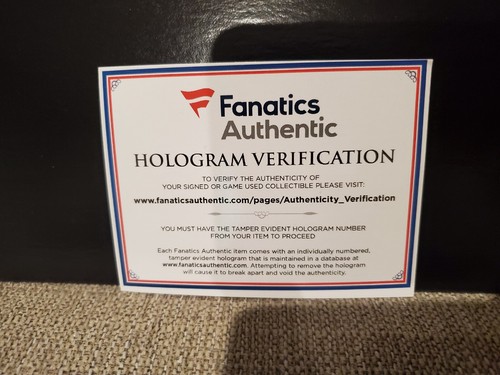 Fanatics
Authentic
HOLOGRAM VERIFICATION
TO VERIFY THE AUTHENTICITY OF
YOUR SIGNED OR GAME USED COLLECTIBLE PLEASE VISIT:
www.fanaticsauthentic.com/pages/Authenticity_Verification
YOU MUST HAVE THE TAMPER EVIDENT HOLOGRAM NUMBER
FROM YOUR ITEM TO PROCEED
Each Fanatics Authentic item comes with an individually numbered,
tamper evident hologram that is maintained in a database at
www.fanaticsauthentic.com. Attempting to remove the hologram
will cause it to break apart and void the authenticity.